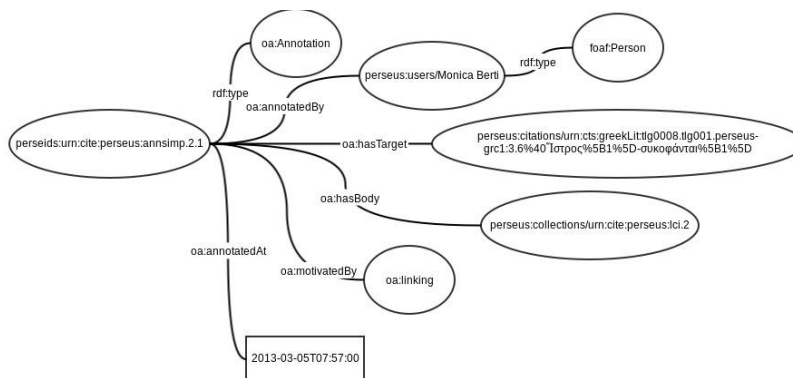 oa:Annotation
foaf:Person
rdf:type
perseus:users/Monica Berti
rdf:type
oa:annotatedBy
perseids:urn:cite:perseus:annsimp.2.1
oa:hasTarget
perseus:citations/urn:cts:greekLit:tlg0008.tlg001.perseus-
grc1:3.6%40῎Ιστρος%5B1%5D-συκοφάνται%5B1%5D
oa:hasBody
perseus:collections/urn:cite:perseus:lci.2
oa:annotatedAt
oa:motivatedBy
oa:linking
2013-03-05T07:57:00